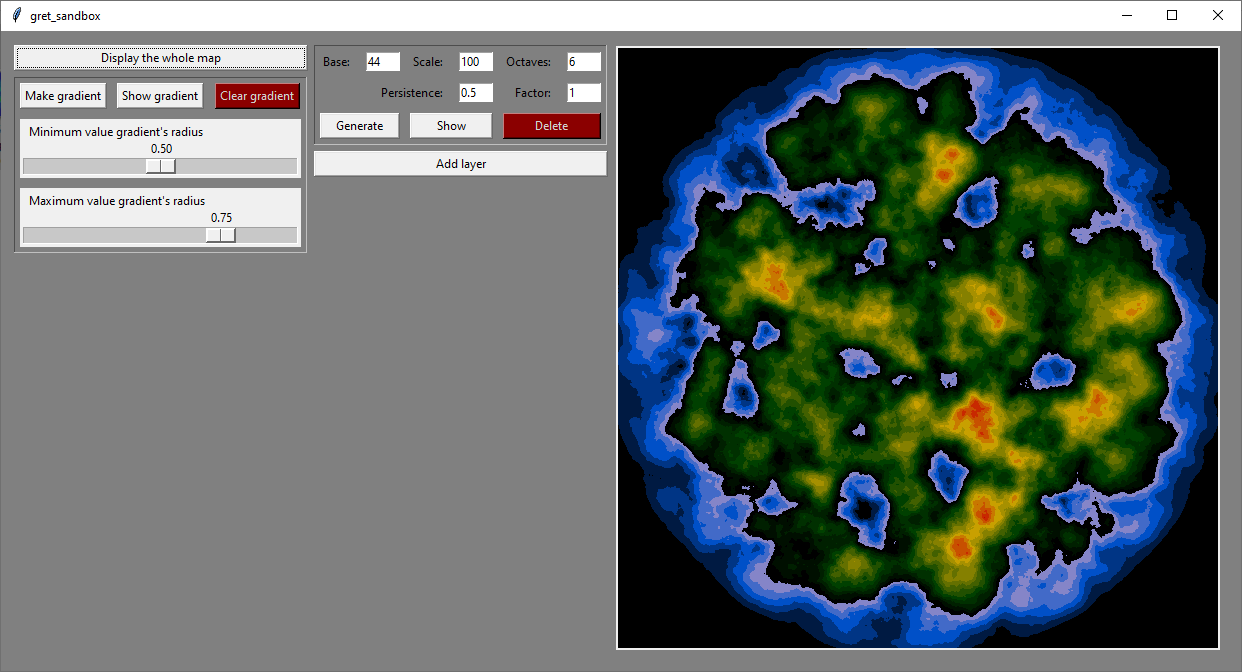 gret_sandbox
Display the whole map
Make gradient Show gradient Clear gradient
Minimum value gradient's radius
0.50
Maximum value gradient's radius
0.75
Base: 44 Scale: 100 Octaves: 6
Persistence: 0.5 Factor: 1
Generate Show Delete
Add layer